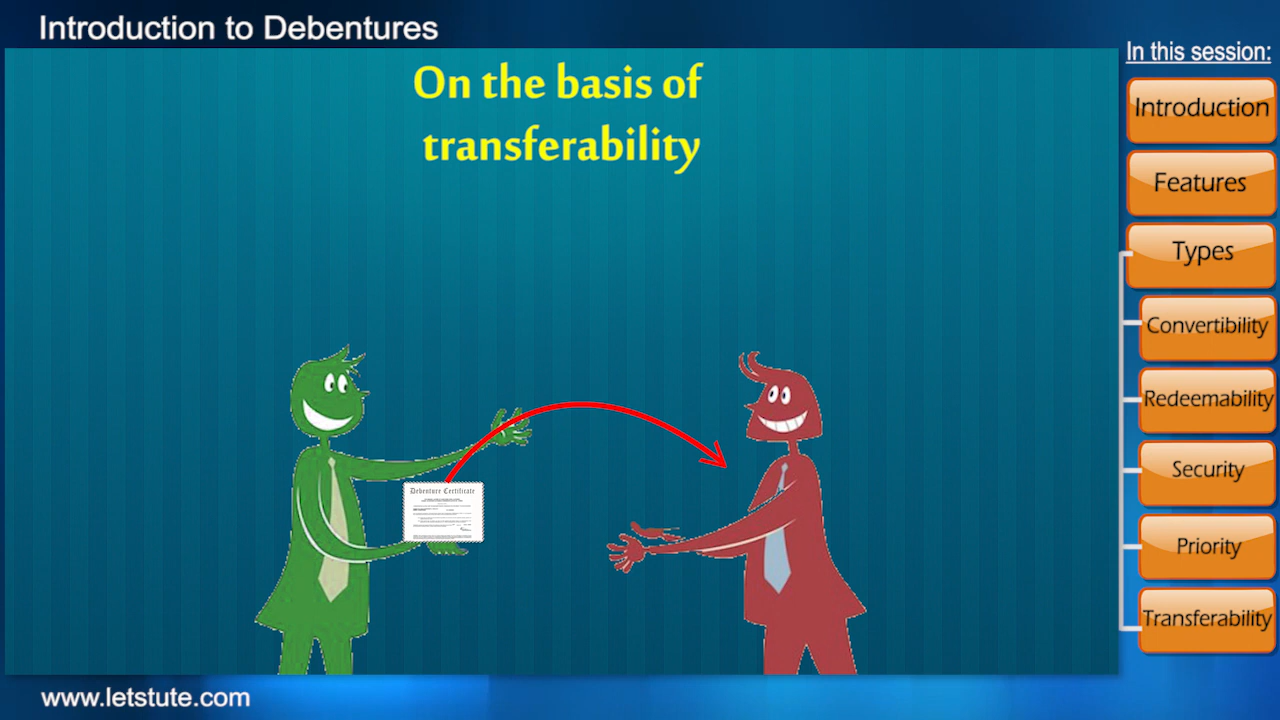 Introduction to Debentures
In this session:
On the basis of
transferability
Introduction
Features
Types
Convertibility
Redeemability
Security
Priority
Transferability
Debenture Certificate
www.letstute.com